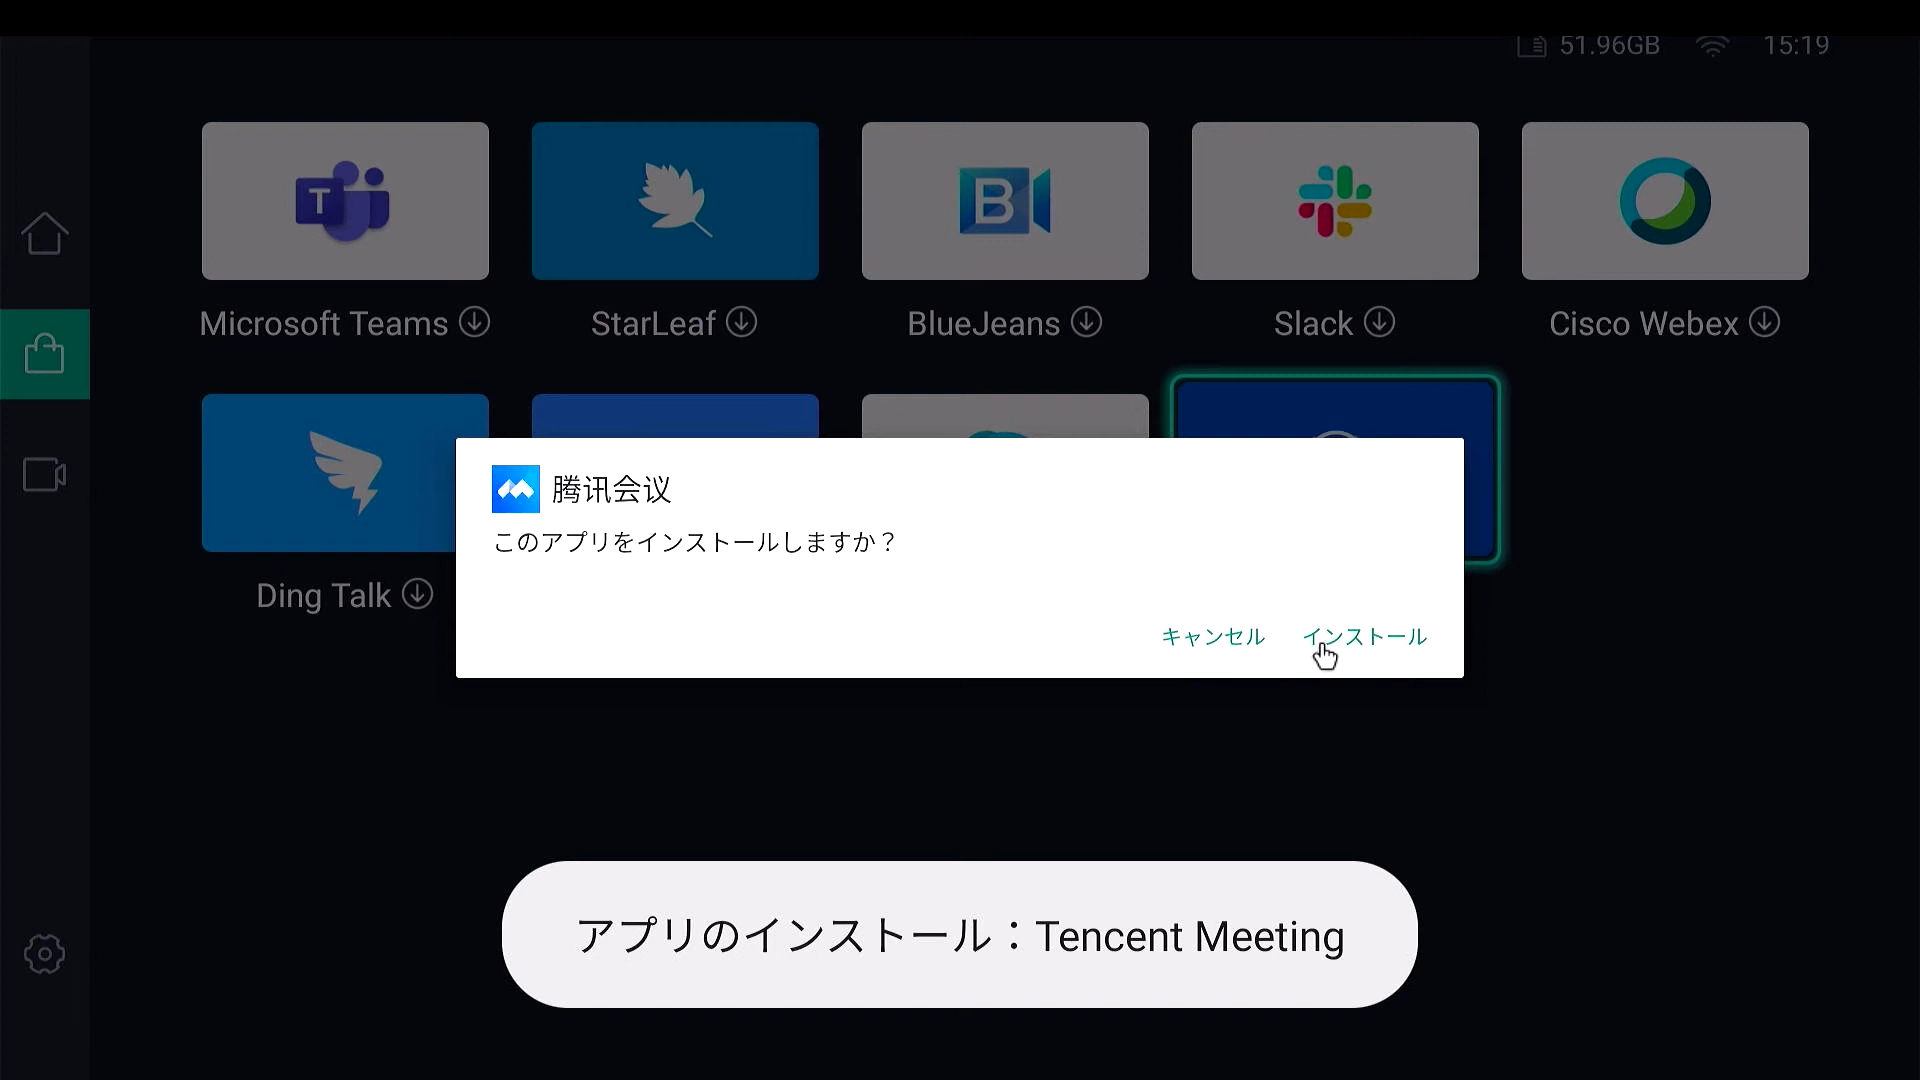 51.96GB 15:19
Microsoft Teams StarLeaf BlueJeans Slack Cisco Webex
T B
腾讯会议
このアプリをインストールしますか？
キャンセル インストール
Ding Talk
アプリのインストール：Tencent Meeting